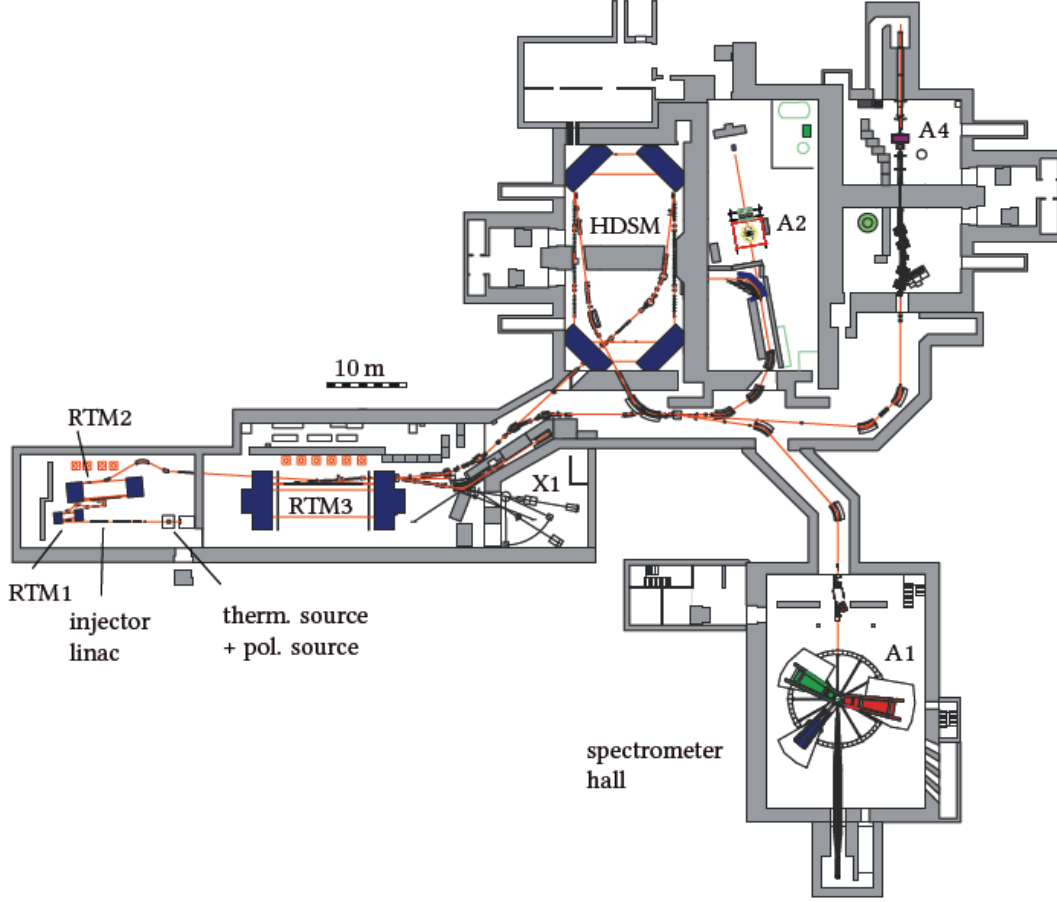 A4
HDSM
A2
10 m
RTM2
RTM3
X1
RTM1
injector
linac
therm. source
+ pol. source
A1
spectrometer
hall